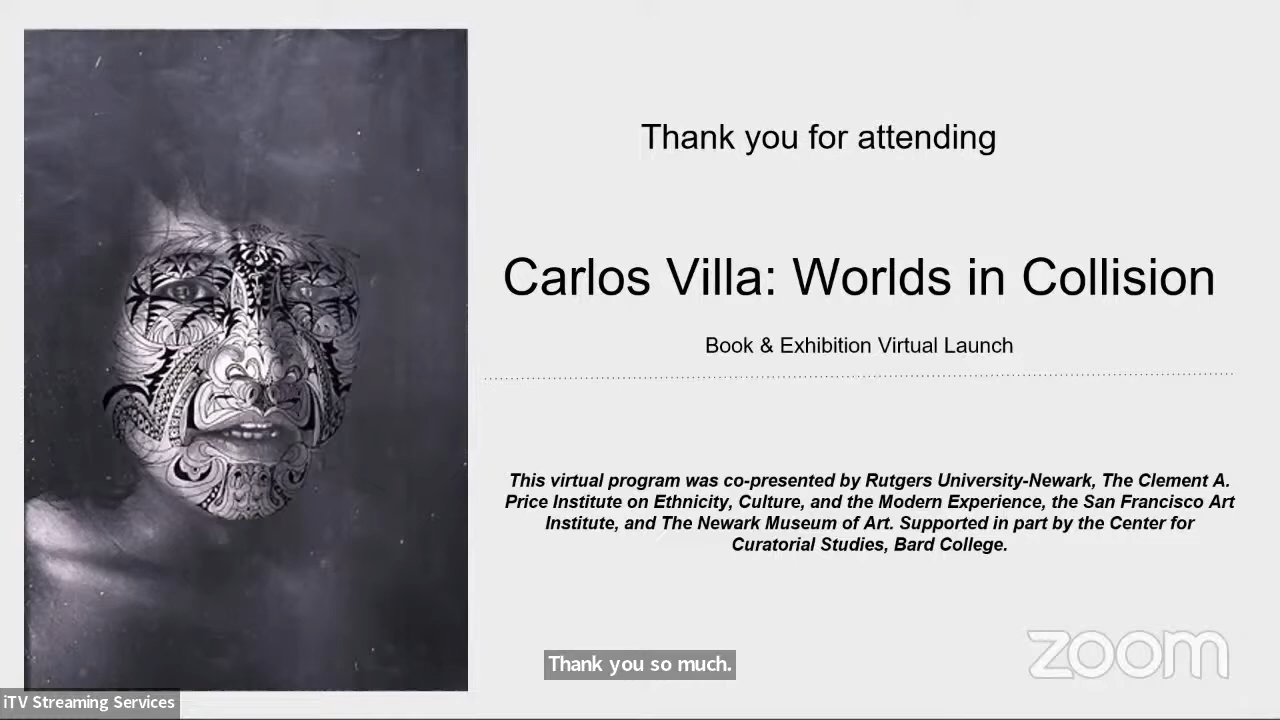 Thank you for attending
Carlos Villa: Worlds in Collision
Book & Exhibition Virtual Launch
This virtual program was co-presented by Rutgers University-Newark, The Clement A.
Price Institute on Ethnicity, Culture, and the Modern Experience, the San Francisco Art
Institute, and The Newark Museum of Art. Supported in part by the Center for
Curatorial Studies, Bard College.
zoom
Thank you so much.
iTV Streaming Services